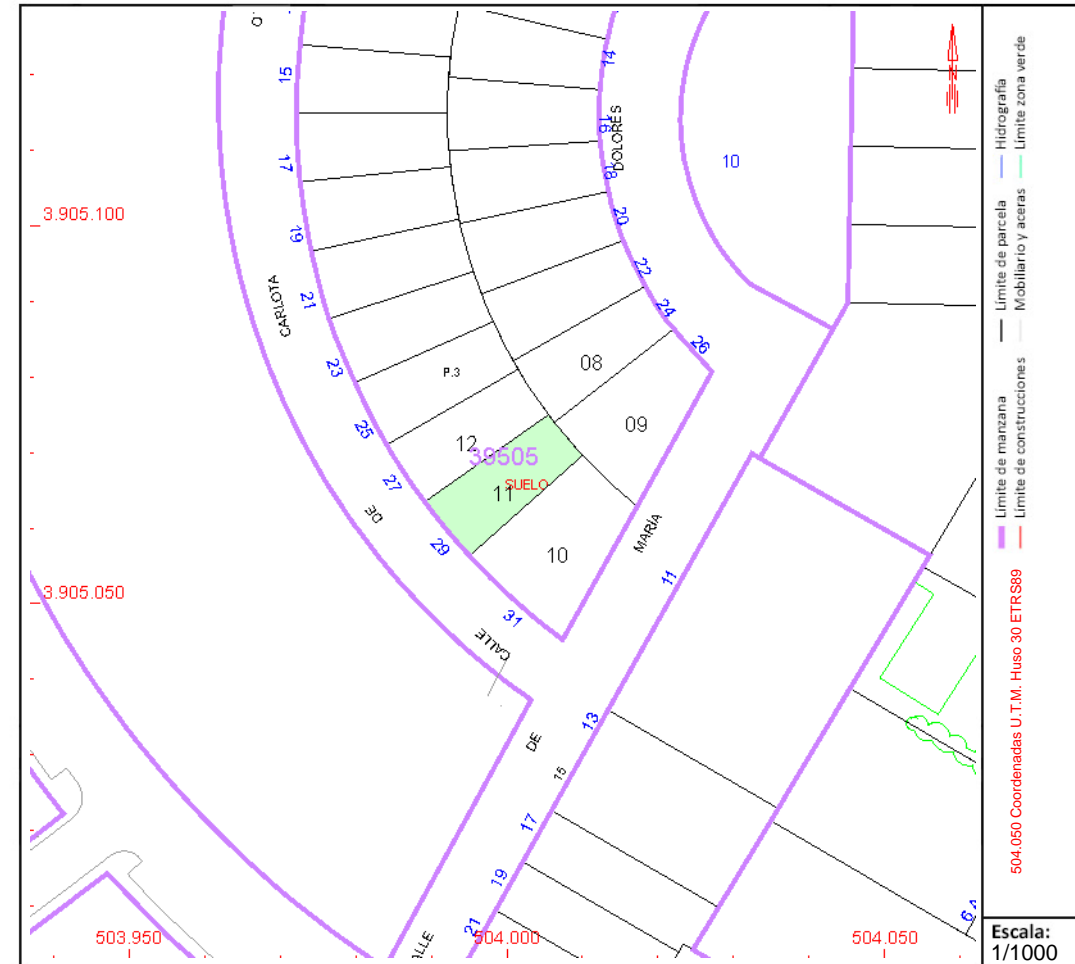 O
15
14
16
DOLORES
18
10
17
3.905.100
20
19
22
CARLOTA
21
24
26
23
08
P.3
09
25
12
39505
27
SUELO
11
DE
29
MARÍA
10
11
3.905.050
31
CALLE
13
DE
15
17
19
21
ALLE
6
503.950
504.000
504.050
Límite de manzana
Límite de construcciones
Límite de parcela
Mobiliario y aceras
Hidrografía
Límite zona verde
504.050 Coordenadas U.T.M. Huso 30 ETRS89
Escala:
1/1000